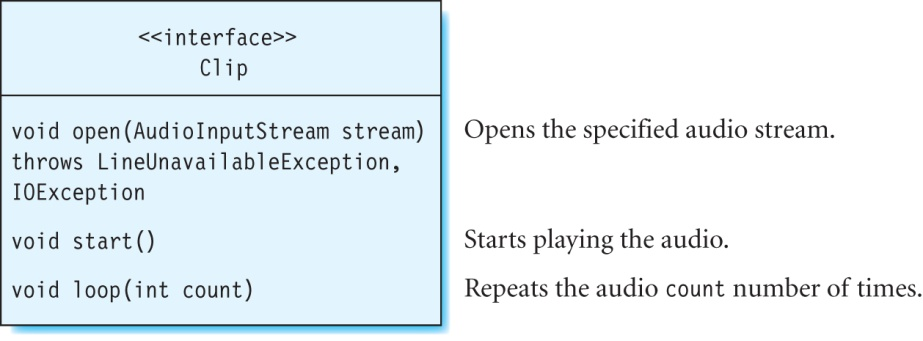 <<interface>>
Clip
void open(AudioInputStream stream) Opens the specified audio stream.
throws LineUnavailableException,
IOException
void start() Starts playing the audio.
void loop(int count) Repeats the audio count number of times.